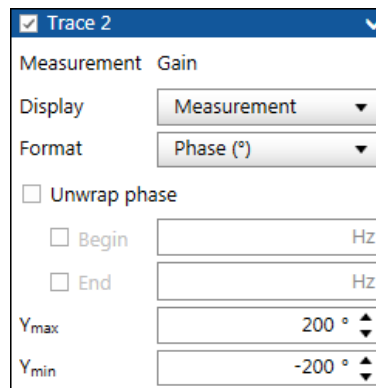 Trace 2
Measurement Gain
Display Measurement
Format Phase (°)
Unwrap phase
Begin Hz
End Hz
Ymax 200 °
Ymin -200 °